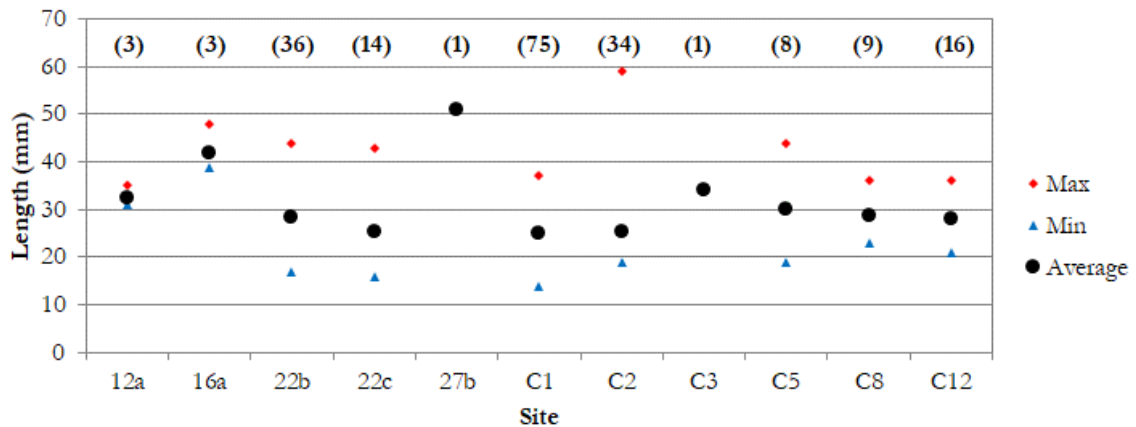 70
(3) (3) (36) (14) (1) (75) (34) (1) (8) (9) (16)
60
50
40
30
20
10
0
Length (mm)
12a 16a 22b 22c 27b C1 C2 C3 C5 C8 C12
Site
Max
Min
Average